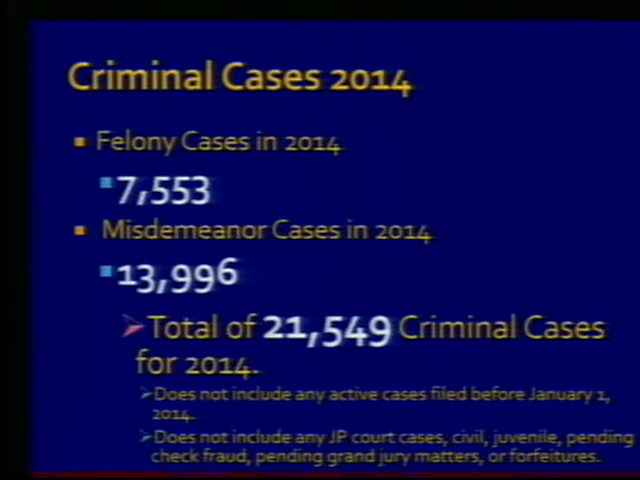 Criminal Cases 2014
Felony Cases in 2014
7,553
Misdemeanor Cases in 2014
13,996
Total of 21,549 Criminal Cases
for 2014.
Does not include any active cases filed before January 1,
2014.
Does not include any JP court cases, civil, juvenile, pending
check fraud, pending grand jury matters, or forfeitures.